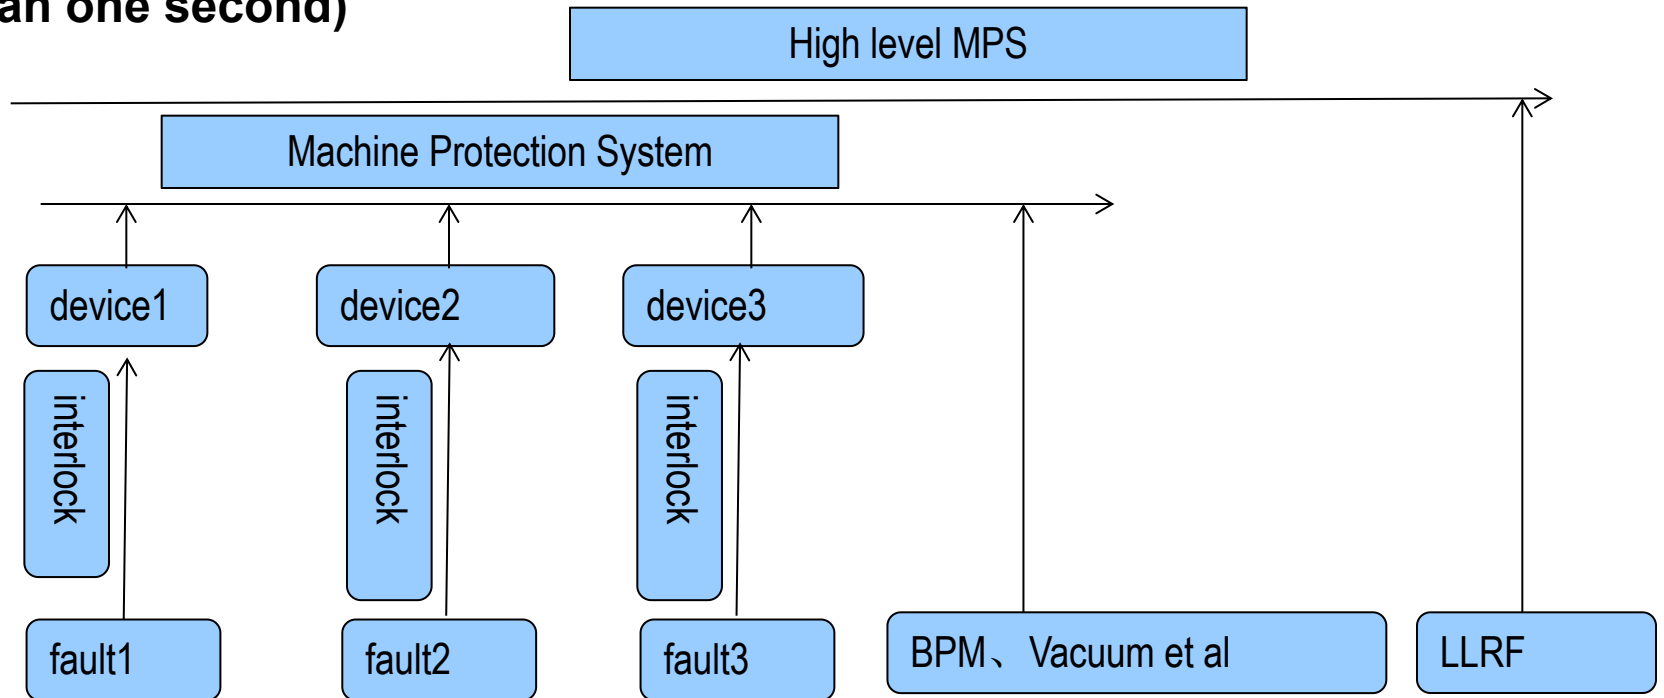 an one second)
High level MPS
Machine Protection System
device1
device2
device3
interlock
interlock
interlock
fault1
fault2
fault3
BPM、Vacuum et al
LLRF